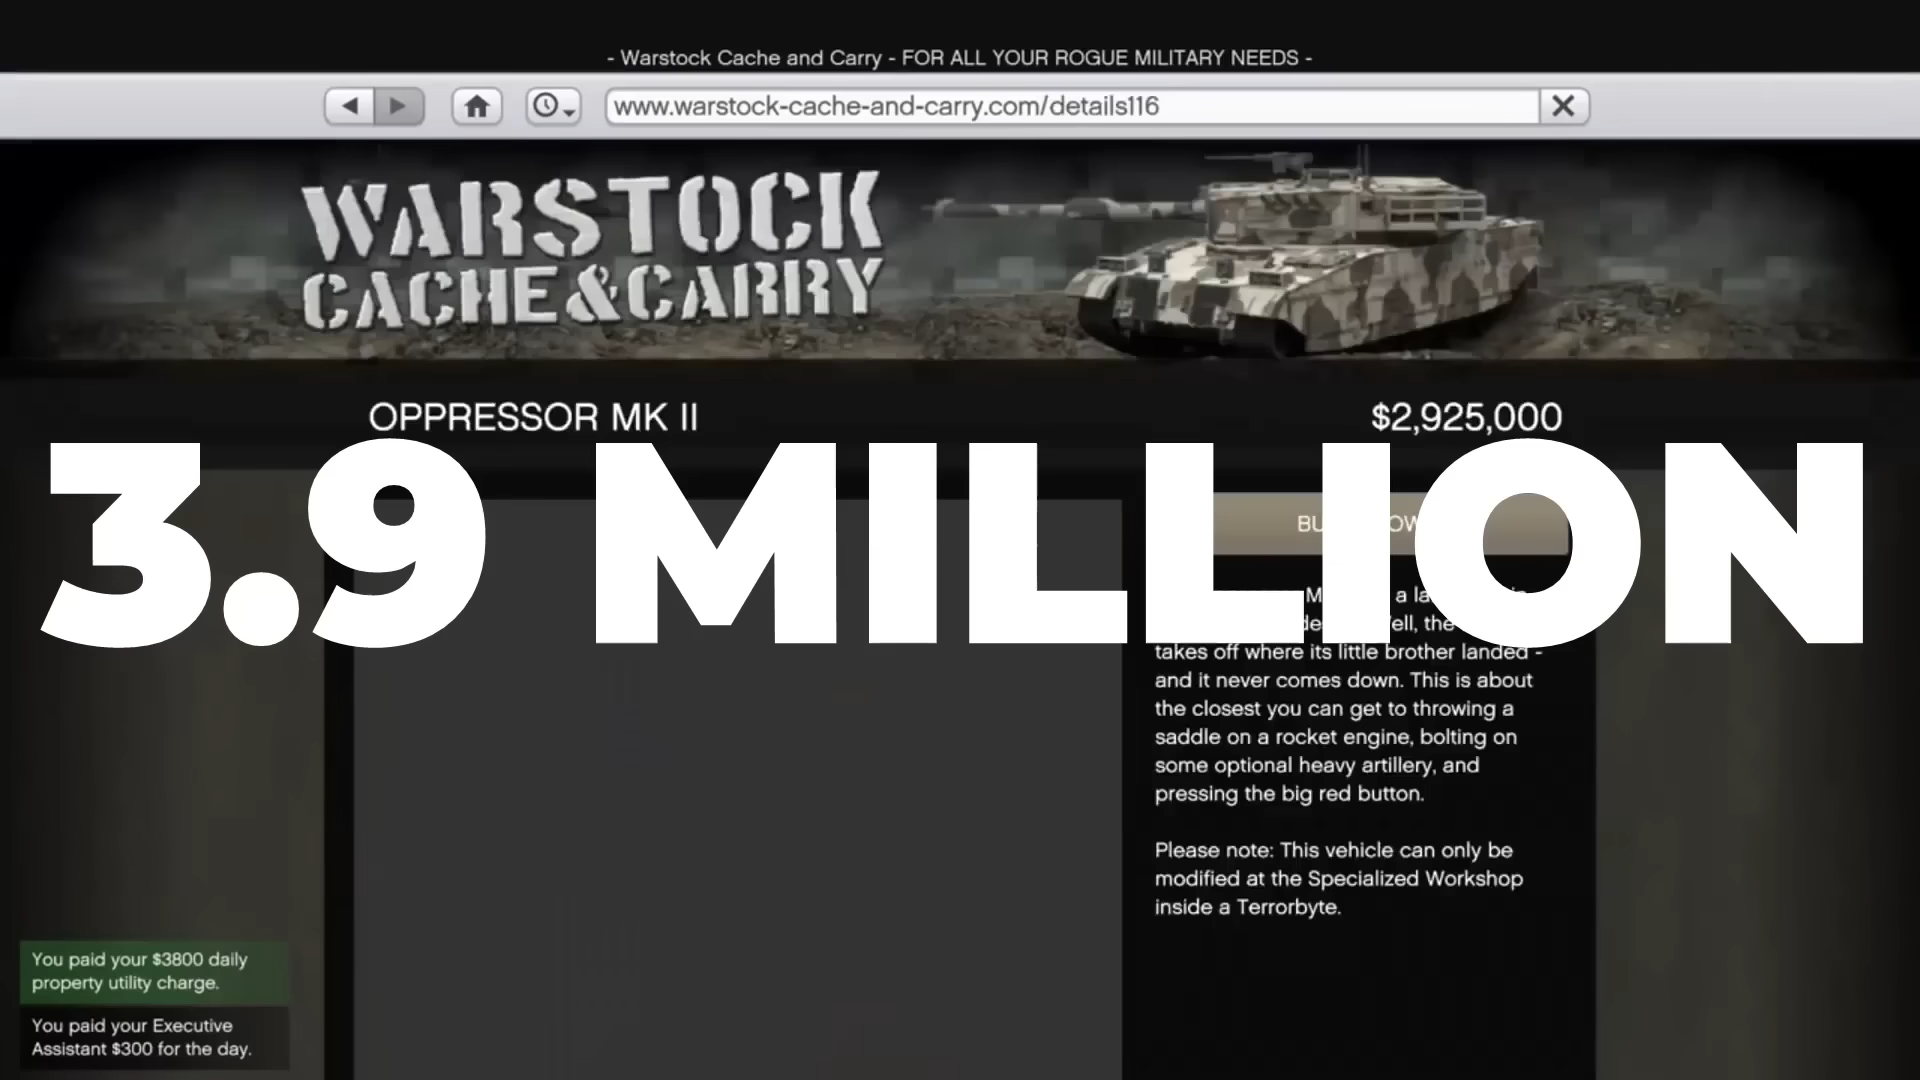 - Warstock Cache and Carry - FOR ALL YOUR ROGUE MILITARY NEEDS -
www.warstock-cache-and-carry.com/details116
WARSTOCK
CACHE & CARRY
OPPRESSOR MK II
$2,925,000
3.9 MILLION
takes off where its little brother landed -
and it never comes down. This is about
the closest you can get to throwing a
saddle on a rocket engine, bolting on
some optional heavy artillery, and
pressing the big red button.
Please note: This vehicle can only be
modified at the Specialized Workshop
inside a Terrorbyte.
You paid your $3800 daily
property utility charge.
You paid your Executive
Assistant $300 for the day.